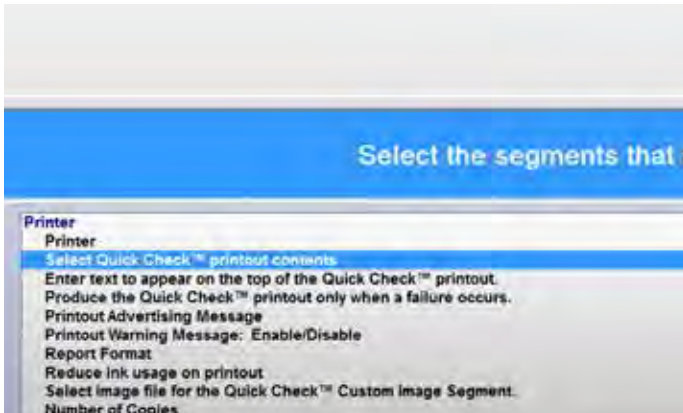 Select the segments that
Printer
Printer
Select Quick Check™ printout contents
Enter text to appear on the top of the Quick Check™ printout.
Produce the Quick Check™ printout only when a failure occurs.
Printout Advertising Message
Printout Warning Message:  Enable/Disable
Report Format
Reduce ink usage on printout
Select image file for the Quick Check™ Custom Image Segment.
Number of Copies